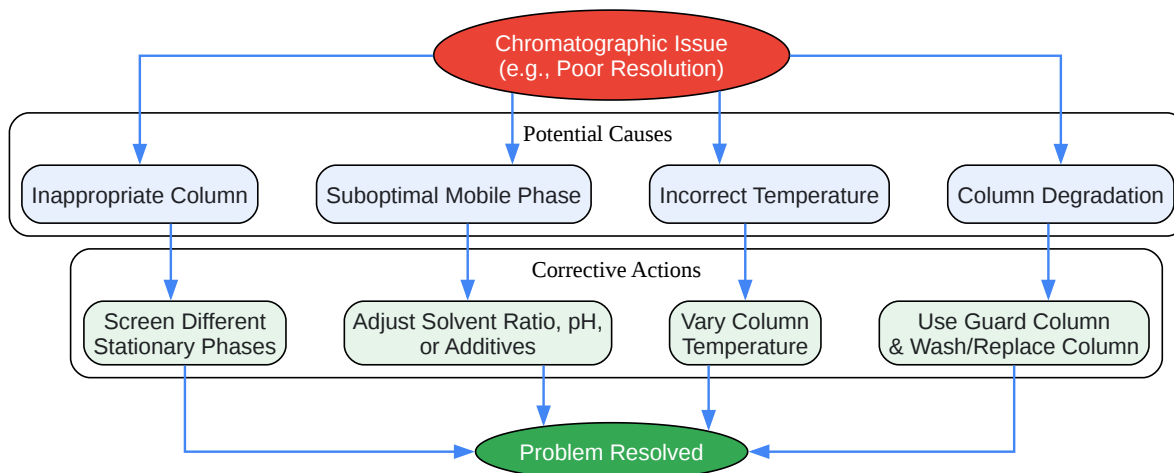 Chromatographic Issue
(e.g., Poor Resolution)
Potential Causes
Inappropriate Column
Suboptimal Mobile Phase
Incorrect Temperature
Column Degradation
Corrective Actions
Screen Different
Stationary Phases
Adjust Solvent Ratio, pH,
or Additives
Vary Column
Temperature
Use Guard Column
& Wash/Replace Column
Problem Resolved